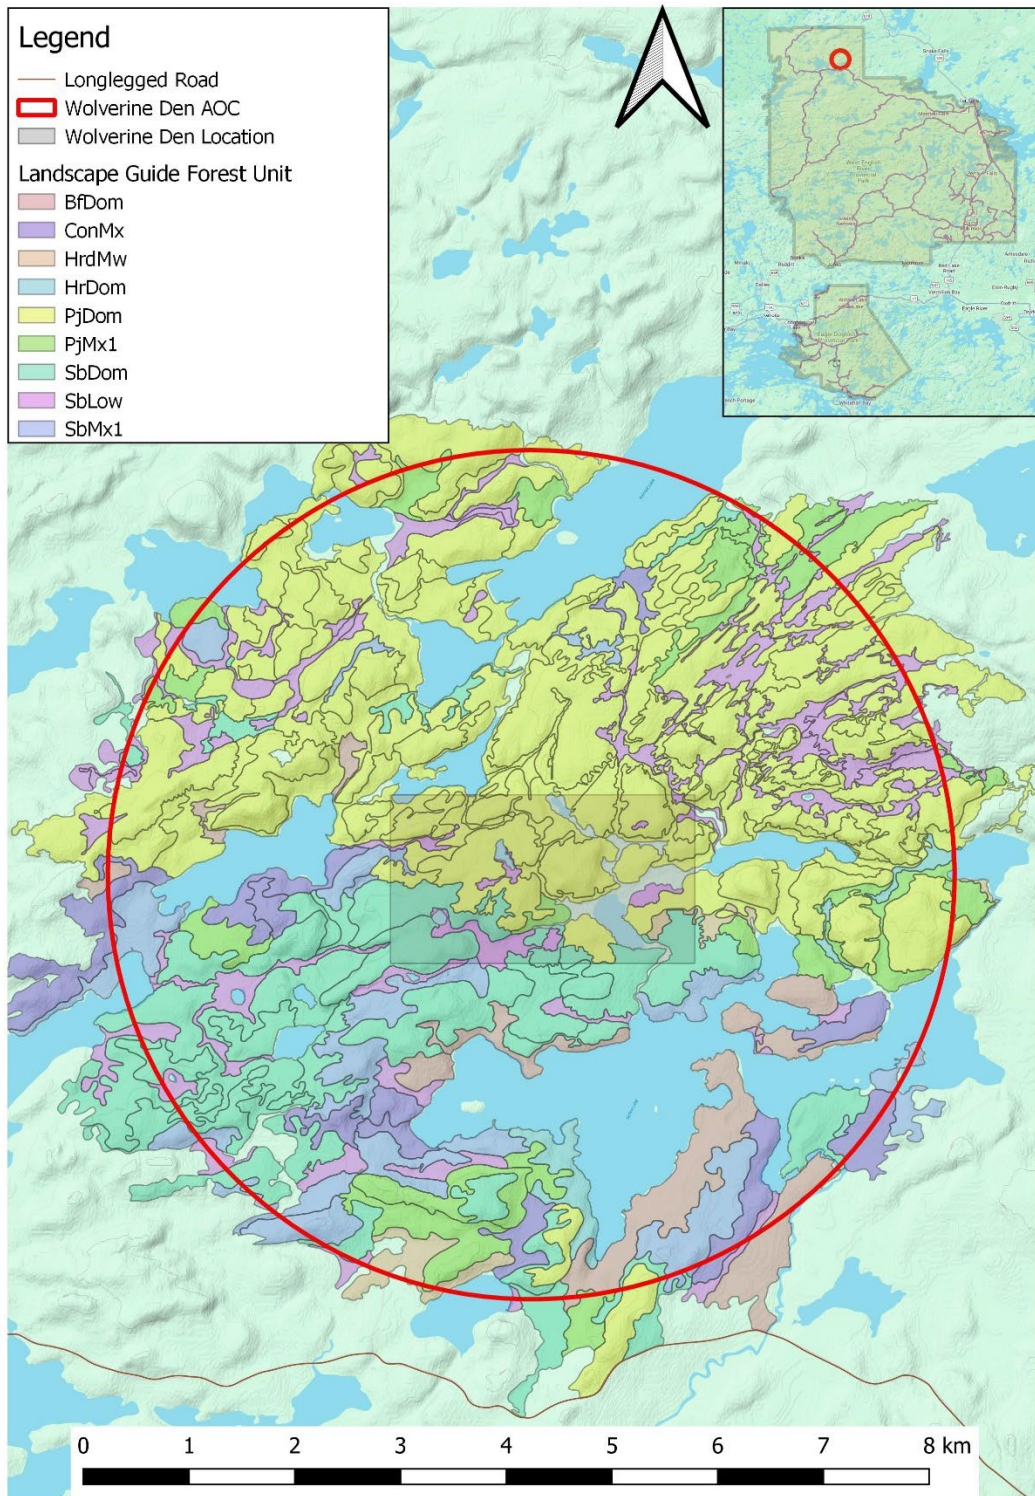 Legend
Longlegged Road
Wolverine Den AOC
Wolverine Den Location
Landscape Guide Forest Unit
BfDom
ConMx
HrdMw
HrDom
PjDom
PjMx1
SbDom
SbLow
SbMx1
0 1 2 3 4 5 6 7 8 km